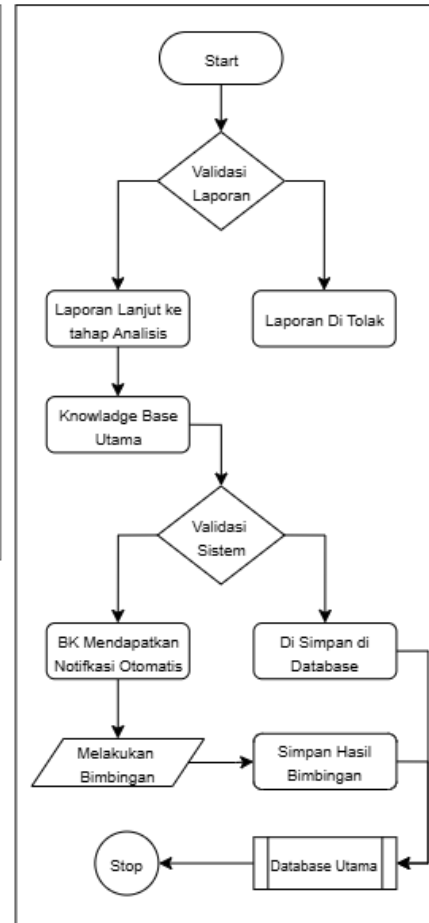 Start
Validasi
Laporan
Laporan Lanjut ke
tahap Analisis
Laporan Di Tolak
Knowladge Base
Utama
Validasi
Sistem
BK Mendapatkan
Notifkasi Otomatis
Di Simpan di
Database
Melakukan
Bimbingan
Simpan Hasil
Bimbingan
Stop
Database Utama